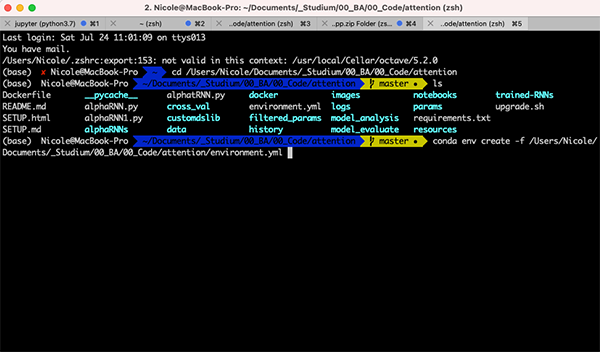 2. Nicole@MacBook-Pro: ~/Documents/_Studium/00_BA/00_Code/attention (zsh)
jupyter (python3.7) ⌘1 ~ (zsh) ⌘2 ..ode/attention (zsh) ⌘3 ..pp.zip Folder (zs... ⌘4 ..ode/attention (zsh) ⌘5
Last login: Sat Jul 24 11:01:09 on ttys013
You have mail.
/Users/Nicole/.zshrc:export:153: not valid in this context: /usr/local/Cellar/octave/5.2.0
(base) ✘ Nicole@MacBook-Pro ~ cd /Users/Nicole/Documents/_Studium/00_BA/00_Code/attention
(base) Nicole@MacBook-Pro ~/Documents/_Studium/00_BA/00_Code/attention master ● ls
Dockerfile __pycache__ alphatRNN.py docker images notebooks trained-RNNs
README.md alphaRNN.py cross_val environment.yml logs params upgrade.sh
SETUP.html alphaRNN1.py customdslib filtered_params model_analysis requirements.txt
SETUP.md alphaRNNs data history model_evaluate resources
(base) Nicole@MacBook-Pro ~/Documents/_Studium/00_BA/00_Code/attention master ● conda env create -f /Users/Nicole/
Documents/_Studium/00_BA/00_Code/attention/environment.yml